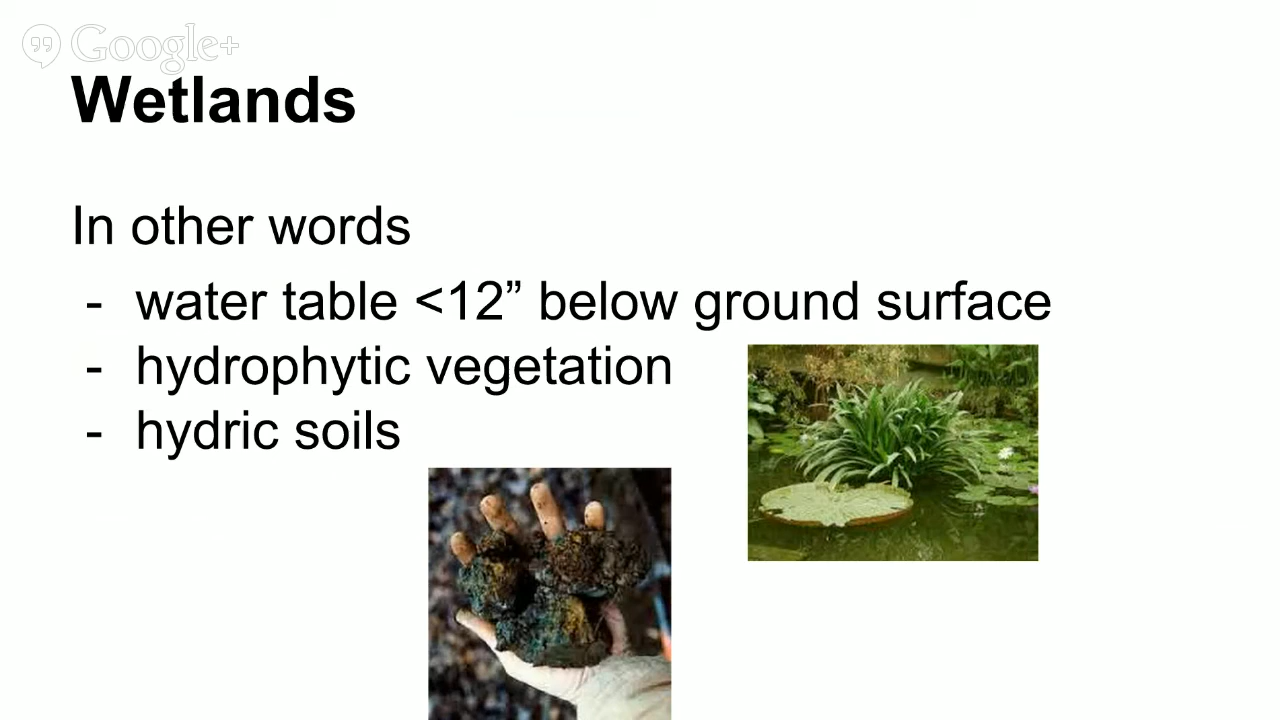 Google+
Wetlands
In other words
- water table <12” below ground surface
- hydrophytic vegetation
- hydric soils